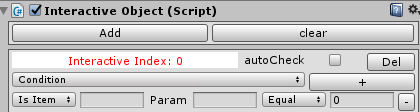 Interactive Object (Script)
Add clear
Interactive Index: 0 autoCheck Del
Condition +
Is Item Param Equal 0 -